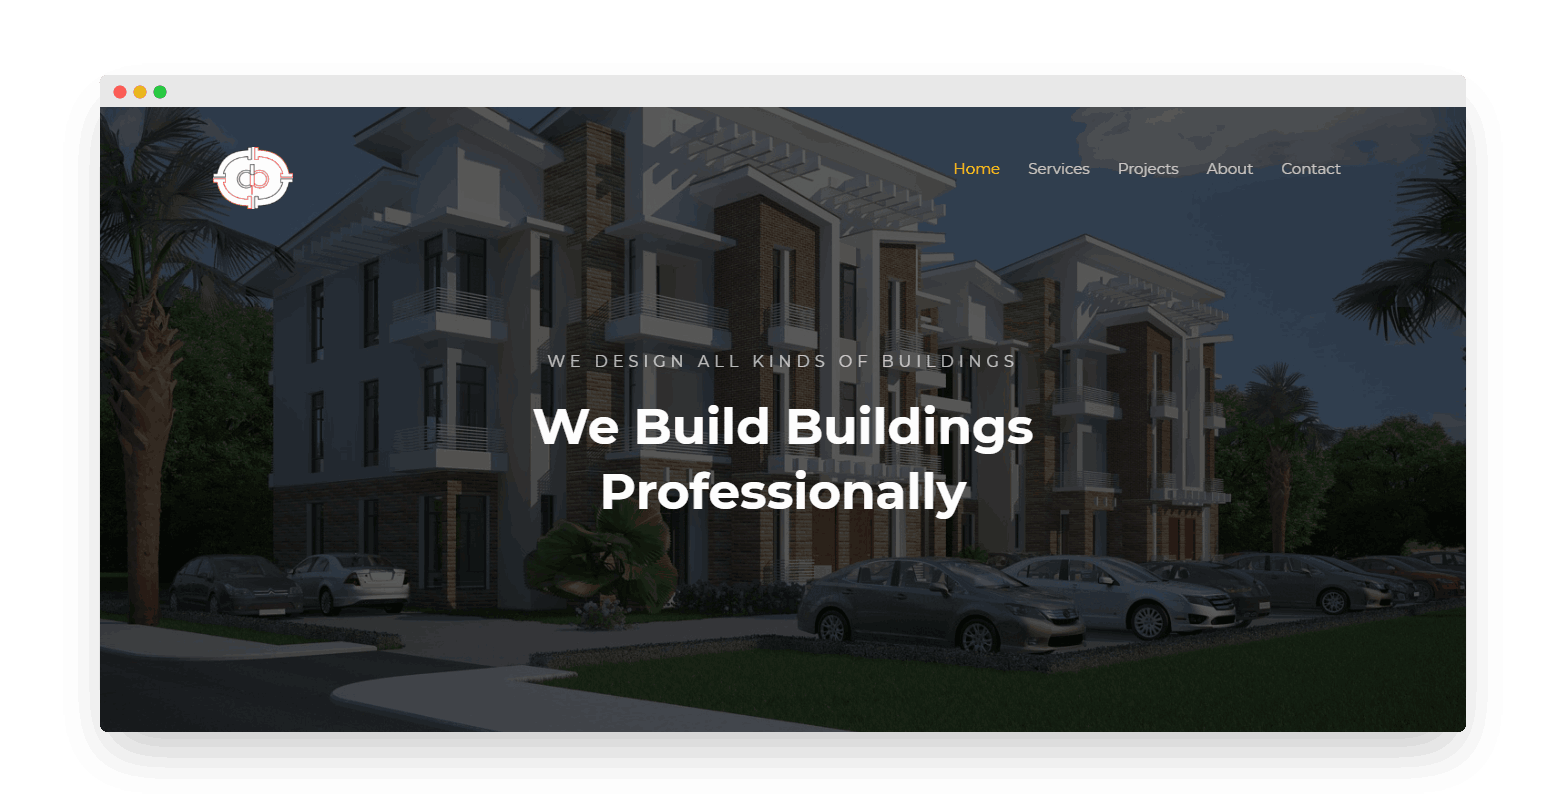 Home Services Projects About Contact
WE DESIGN ALL KINDS OF BUILDINGS
We Build Buildings
Professionally